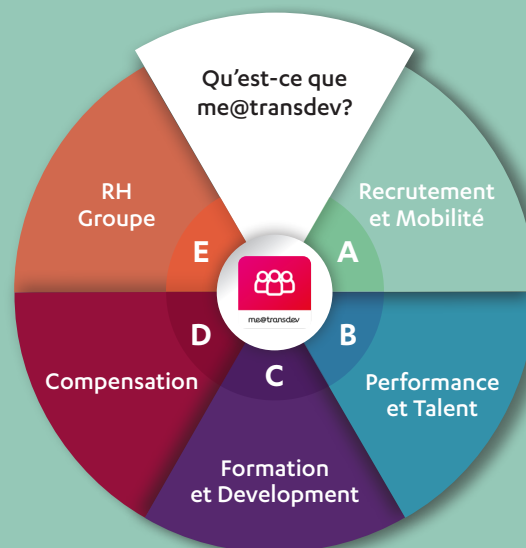 Qu'est-ce que
me@transdev?
RH
Groupe
Recrutement
et Mobilité
E
A
me@transdev
D
B
C
Compensation
Performance
et Talent
Formation
et Development